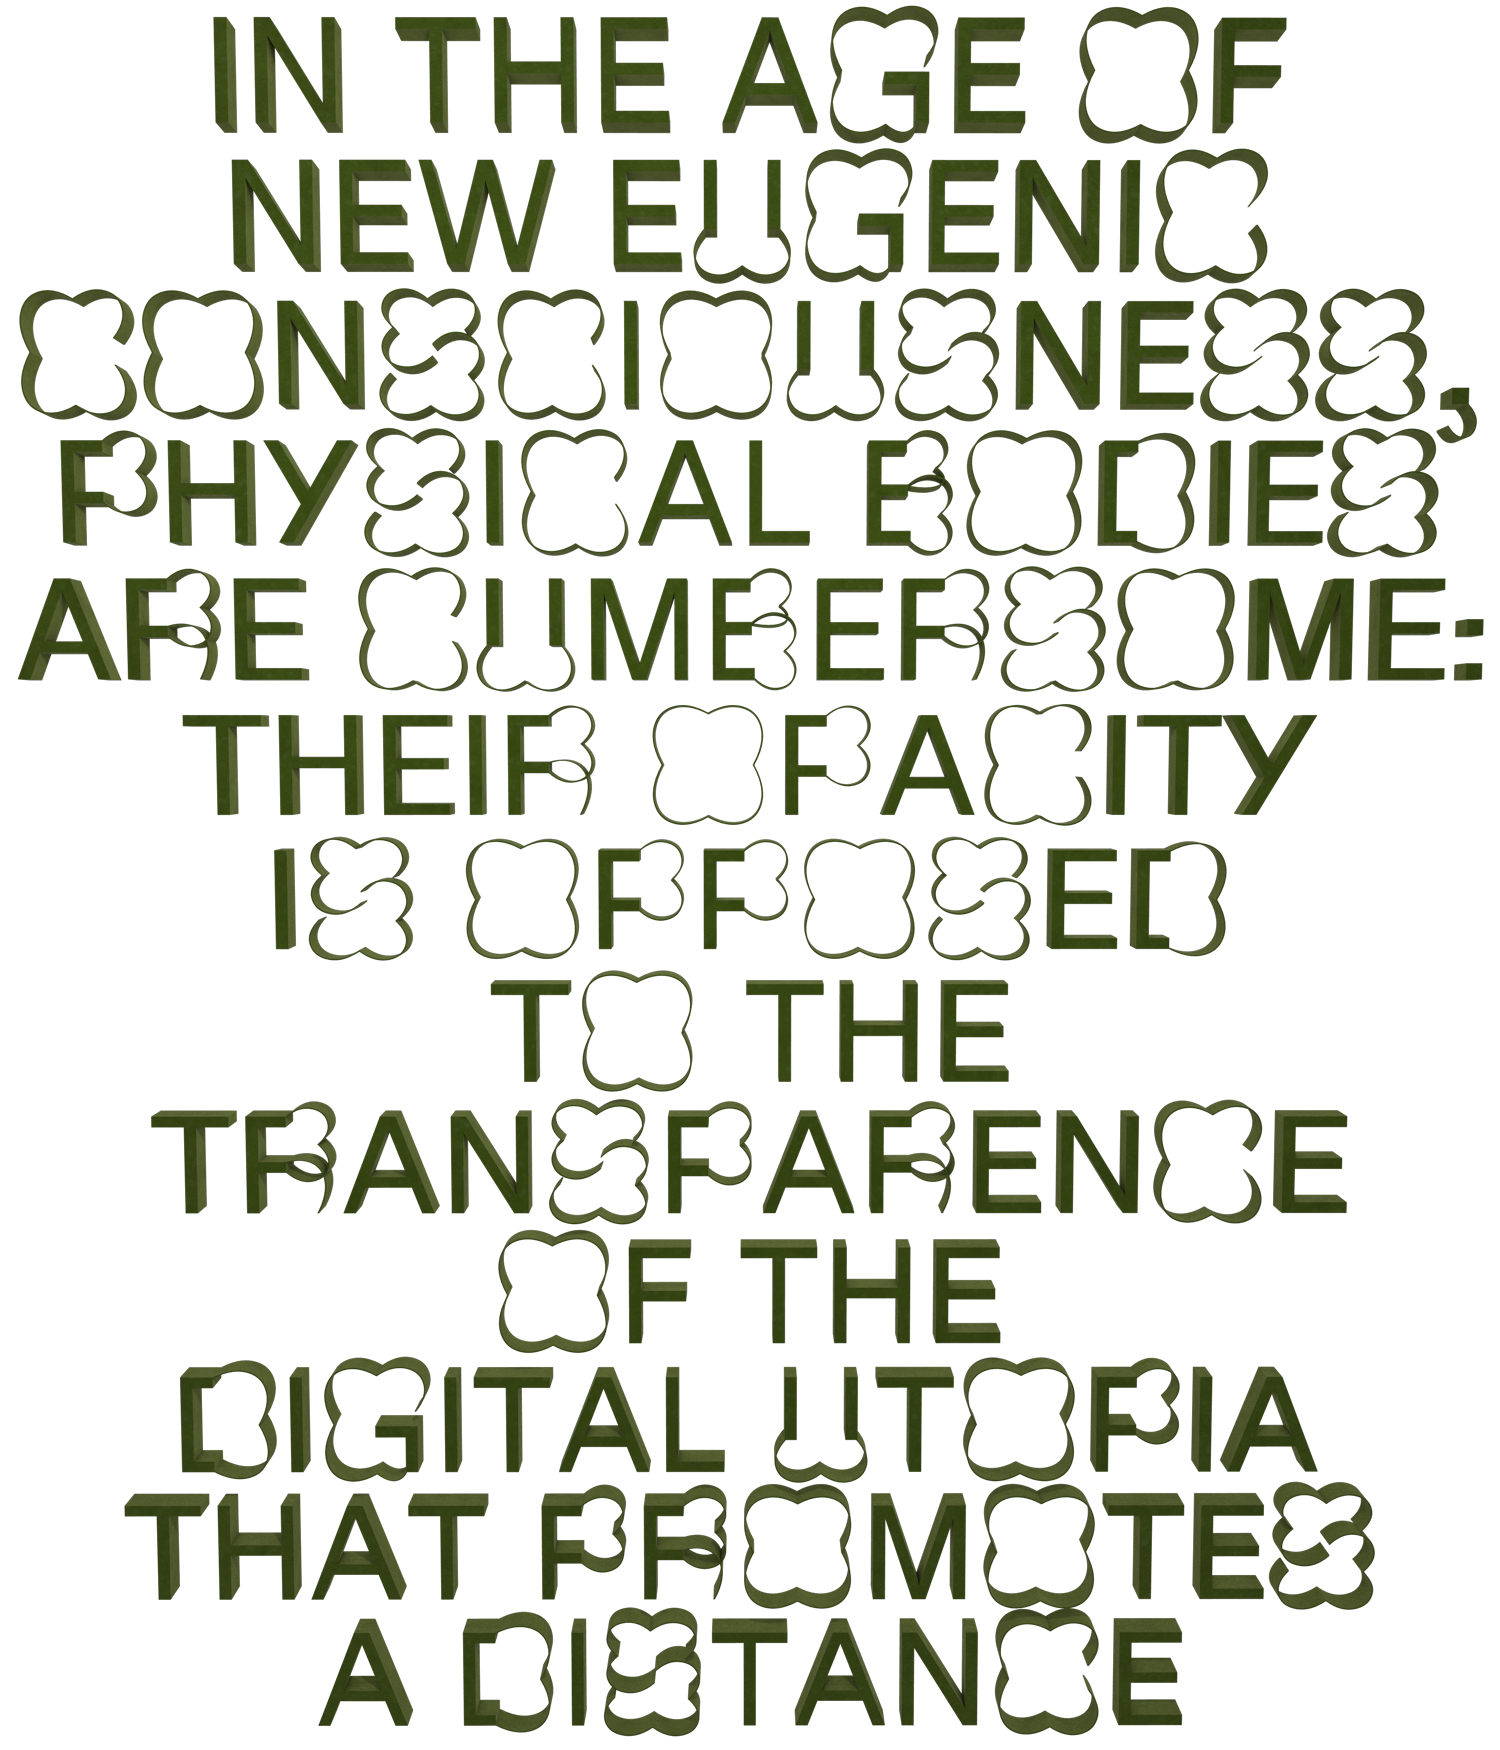 IN THE AGE OF
NEW EUGENIC
CONSCIOUSNESS,
PHYSICAL BODIES
ARE CUMBERSOME:
THEIR OPACITY
IS OPPOSED
TO THE
TRANSPARENCE
OF THE
DIGITAL UTOPIA
THAT PROMOTES
A DISTANCE